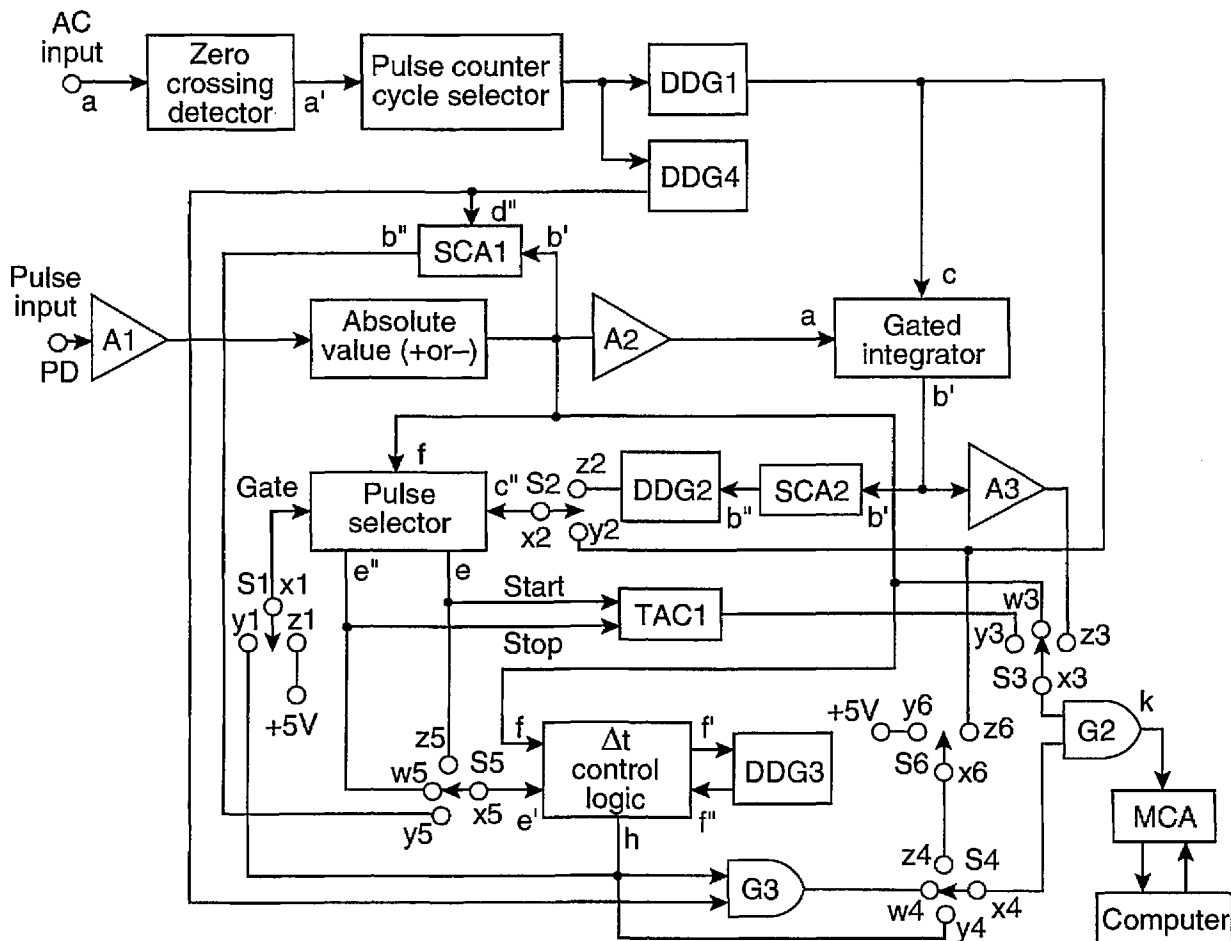 AC
input
a
Zero
crossing
detector
a'
Pulse counter
cycle selector
DDG1
DDG4
d"
b"
SCA1
b'
c
Pulse
input
PD
A1
Absolute
value (+or–)
A2
a
Gated
integrator
b'
f
Gate
Pulse
selector
c"
S2
x2
z2
y2
DDG2
b"
SCA2
b'
A3
e"
e
S1
x1
y1
z1
+5V
Start
Stop
TAC1
w3
y3
z3
S3
x3
k
G2
z5
S5
w5
x5
y5
f
e'
Δt
control
logic
f'
f"
h
DDG3
+5V
y6
z6
S6
x6
MCA
z4
S4
w4
x4
y4
G3
Computer